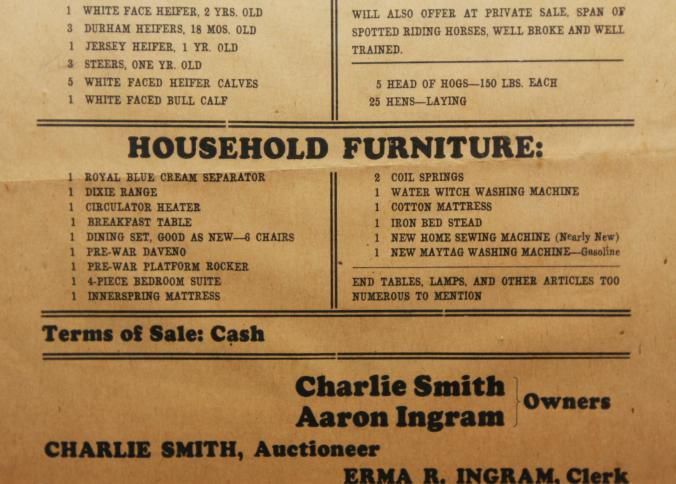 1 WHITE FACE HEIFER, 2 YRS. OLD
3 DURHAM HEIFERS, 18 MOS. OLD
1 JERSEY HEIFER, 1 YR. OLD
3 STEERS, ONE YR. OLD
5 WHITE FACED HEIFER CALVES
1 WHITE FACED BULL CALF
WILL ALSO OFFER AT PRIVATE SALE, SPAN OF
SPOTTED RIDING HORSES, WELL BROKE AND WELL
TRAINED.
5 HEAD OF HOGS—150 LBS. EACH
25 HENS—LAYING
HOUSEHOLD FURNITURE:
1 ROYAL BLUE CREAM SEPARATOR
1 DIXIE RANGE
1 CIRCULATOR HEATER
1 BREAKFAST TABLE
1 DINING SET, GOOD AS NEW—6 CHAIRS
1 PRE-WAR DAVENO
1 PRE-WAR PLATFORM ROCKER
1 4-PIECE BEDROOM SUITE
1 INNERSPRING MATTRESS
2 COIL SPRINGS
1 WATER WITCH WASHING MACHINE
1 COTTON MATTRESS
1 IRON BED STEAD
1 NEW HOME SEWING MACHINE (Nearly New)
1 NEW MAYTAG WASHING MACHINE—Gasoline
END TABLES, LAMPS, AND OTHER ARTICLES TOO
NUMEROUS TO MENTION
Terms of Sale: Cash
Charlie Smith
Aaron Ingram
Owners
CHARLIE SMITH, Auctioneer
ERMA R. INGRAM, Clerk